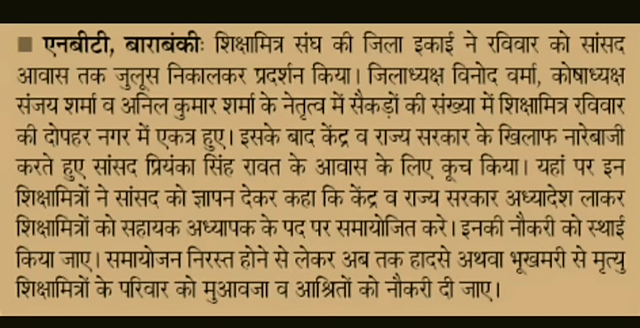 ■ एनबीटी, बाराबंकीः शिक्षामित्र संघ की जिला इकाई ने रविवार को सांसद
आवास तक जुलूस निकालकर प्रदर्शन किया। जिलाध्यक्ष विनोद वर्मा, कोषाध्यक्ष
संजय शर्मा व अनिल कुमार शर्मा के नेतृत्व में सैकड़ों की संख्या में शिक्षामित्र रविवार
की दोपहर नगर में एकत्र हुए। इसके बाद केंद्र व राज्य सरकार के खिलाफ नारेबाजी
करते हुए सांसद प्रियंका सिंह रावत के आवास के लिए कूच किया। यहां पर इन
शिक्षामित्रों ने सांसद को ज्ञापन देकर कहा कि केंद्र व राज्य सरकार अध्यादेश लाकर
शिक्षामित्रों को सहायक अध्यापक के पद पर समायोजित करे। इनकी नौकरी को स्थाई
किया जाए। समायोजन निरस्त होने से लेकर अब तक हादसे अथवा भूखमरी से मृत्यु
शिक्षामित्रों के परिवार को मुआवजा व आश्रितों को नौकरी दी जाए।